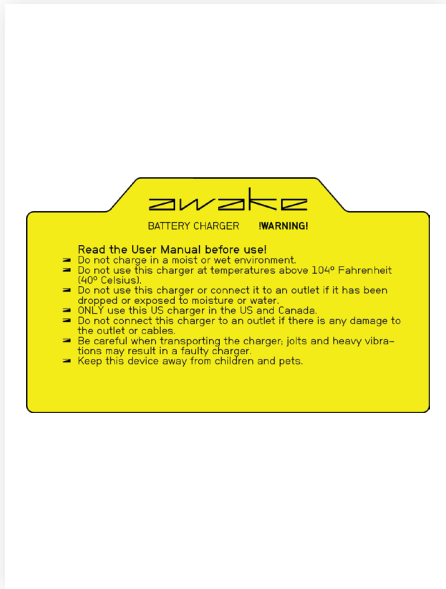 awake
BATTERY CHARGER !WARNING!
Read the User Manual before use!
Do not charge in a moist or wet environment.
Do not use this charger at temperatures above 104º Fahrenheit
(40º Celsius).
Do not use this charger or connect it to an outlet if it has been
dropped or exposed to moisture or water.
ONLY use this US charger in the US and Canada.
Do not connect this charger to an outlet if there is any damage to
the outlet or cables.
Be careful when transporting the charger; jolts and heavy vibra-
tions may result in a faulty charger.
Keep this device away from children and pets.